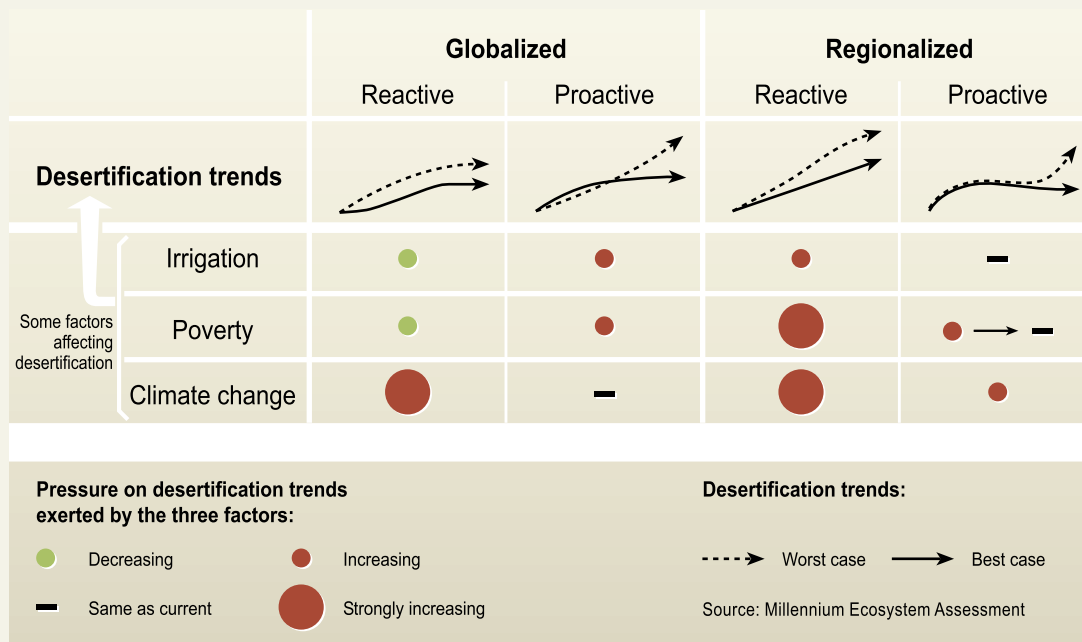 Globalized
Regionalized
Reactive
Proactive
Reactive
Proactive
Desertification trends
Irrigation
Some factors
affecting
desertification
Poverty
Climate change
Pressure on desertification trends
exerted by the three factors:
Decreasing
Increasing
Same as current
Strongly increasing
Desertification trends:
Worst case
Best case
Source: Millennium Ecosystem Assessment